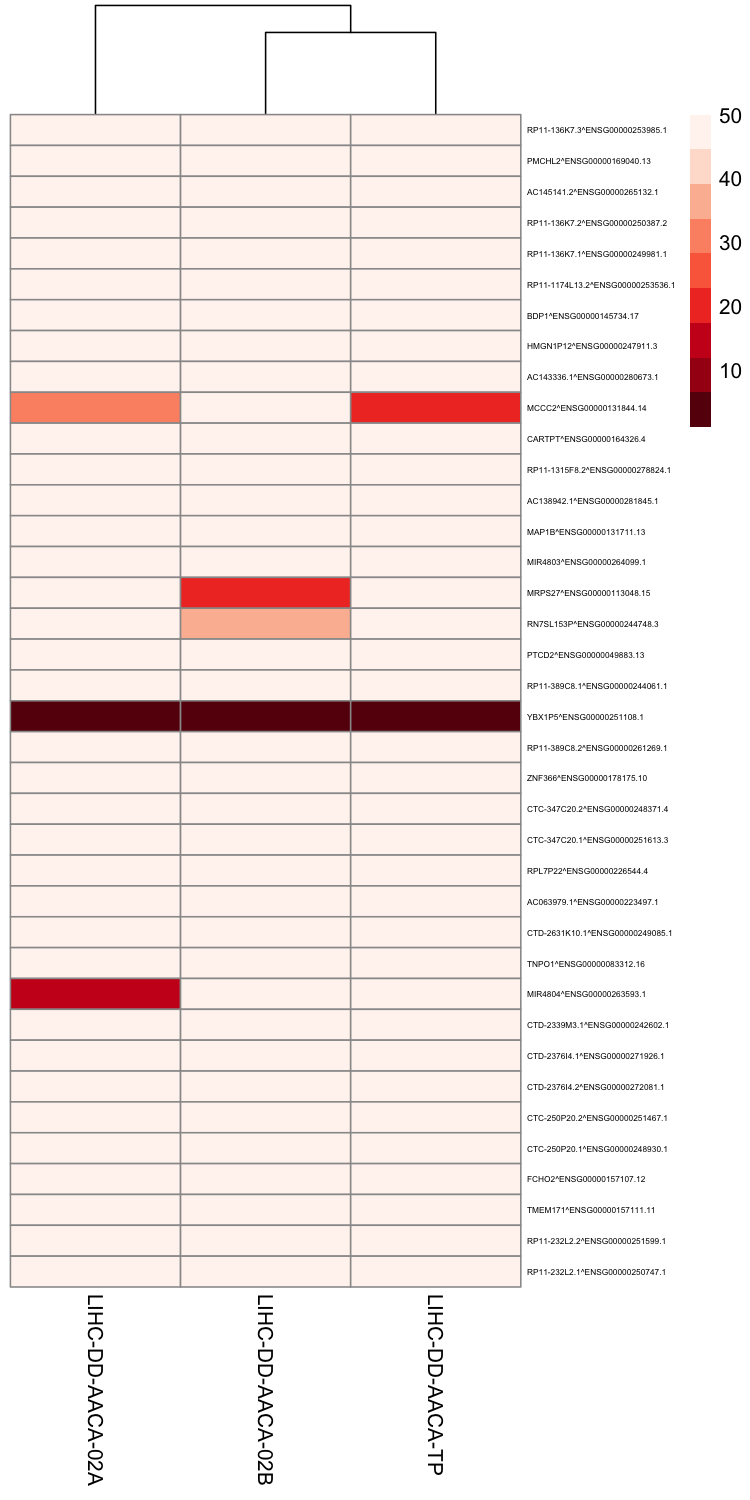 RP11-136K7.3^ENSG00000253985.1
PMCHL2^ENSG00000169040.13
AC145141.2^ENSG00000265132.1
RP11-136K7.2^ENSG00000250387.2
RP11-136K7.1^ENSG00000249981.1
RP11-1174L13.2^ENSG00000253536.1
BDP1^ENSG00000145734.17
HMGN1P12^ENSG00000247911.3
AC143336.1^ENSG00000280673.1
MCCC2^ENSG00000131844.14
CARTPT^ENSG00000164326.4
RP11-1315F8.2^ENSG00000278824.1
AC138942.1^ENSG00000281845.1
MAP1B^ENSG00000131711.13
MIR4803^ENSG00000264099.1
MRPS27^ENSG00000113048.15
RN7SL153P^ENSG00000244748.3
PTCD2^ENSG00000049883.13
RP11-389C8.1^ENSG00000244061.1
YBX1P5^ENSG00000251108.1
RP11-389C8.2^ENSG00000261269.1
ZNF366^ENSG00000178175.10
CTC-347C20.2^ENSG00000248371.4
CTC-347C20.1^ENSG00000251613.3
RPL7P22^ENSG00000226544.4
AC063979.1^ENSG00000223497.1
CTD-2631K10.1^ENSG00000249085.1
TNPO1^ENSG00000083312.16
MIR4804^ENSG00000263593.1
CTD-2339M3.1^ENSG00000242602.1
CTD-2376I4.1^ENSG00000271926.1
CTD-2376I4.2^ENSG00000272081.1
CTC-250P20.2^ENSG00000251467.1
CTC-250P20.1^ENSG00000248930.1
FCHO2^ENSG00000157107.12
TMEM171^ENSG00000157111.11
RP11-232L2.2^ENSG00000251599.1
RP11-232L2.1^ENSG00000250747.1
50
40
30
20
10
LIHC-DD-AACA-02A
LIHC-DD-AACA-02B
LIHC-DD-AACA-TP